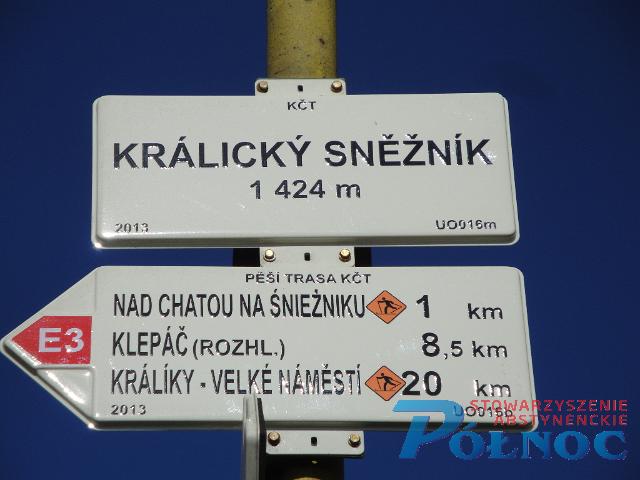 KČT
KRÁLICKÝ SNĚŽNÍK
1 424 m
2013 UO016m
PĚŠÍ TRASA KČT
E3
NAD CHATOU NA ŚNIEŻNIKU 1 km
KLEPÁČ (ROZHL.) 8,5 km
KRÁLÍKY - VELKÉ NÁMĚSTÍ 20 km
2013
STOWARZYSZENIE
ABSTYNENCKIE
PÓŁNOC